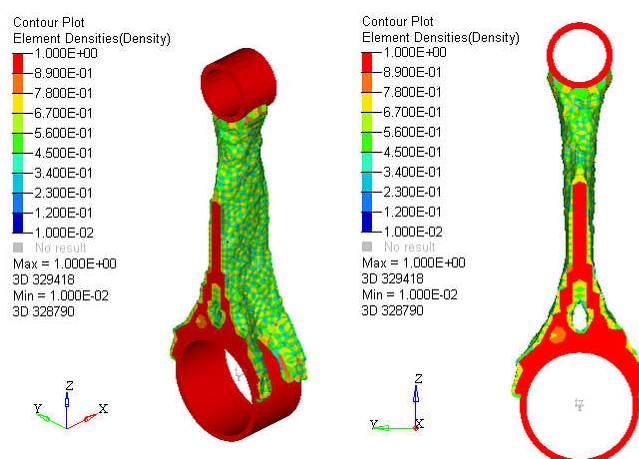 Contour Plot
Element Densities(Density)
1.000E+00
8.900E-01
7.800E-01
6.700E-01
5.600E-01
4.500E-01
3.400E-01
2.300E-01
1.200E-01
1.000E-02
No result
Max = 1.000E+00
3D 329418
Min = 1.000E-02
3D 328790
Z
Y
X
Contour Plot
Element Densities(Density)
1.000E+00
8.900E-01
7.800E-01
6.700E-01
5.600E-01
4.500E-01
3.400E-01
2.300E-01
1.200E-01
1.000E-02
No result
Max = 1.000E+00
3D 329418
Min = 1.000E-02
3D 328790
Z
Y
X